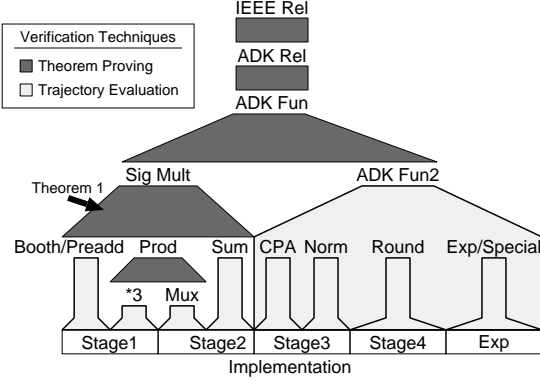 IEEE Rel
Verification Techniques
Theorem Proving
ADK Rel
Trajectory Evaluation
ADK Fun
Sig Mult
ADK Fun2
Theorem 1
Booth/Preadd Prod Sum CPA Norm Round Exp/Special
*3 Mux
Stage1 Stage2 Stage3 Stage4 Exp
Implementation